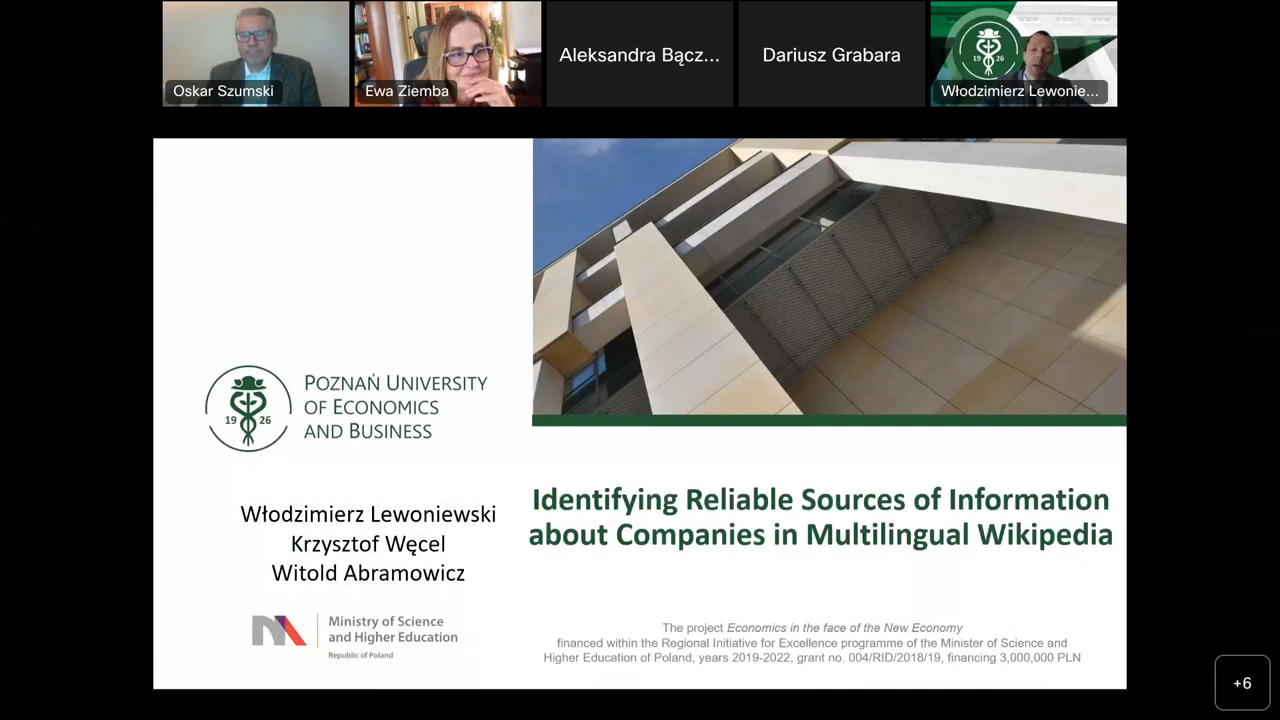 Oskar Szumski
Ewa Ziemba
Aleksandra Bącz...
Dariusz Grabara
19 26
Włodzimierz Lewonie...
19 26
POZNAŃ UNIVERSITY
OF ECONOMICS
AND BUSINESS
Włodzimierz Lewoniewski
Krzysztof Węcel
Witold Abramowicz
Identifying Reliable Sources of Information
about Companies in Multilingual Wikipedia
Ministry of Science
and Higher Education
Republic of Poland
The project Economics in the face of the New Economy
financed within the Regional Initiative for Excellence programme of the Minister of Science and
Higher Education of Poland, years 2019-2022, grant no. 004/RID/2018/19, financing 3,000,000 PLN
+6